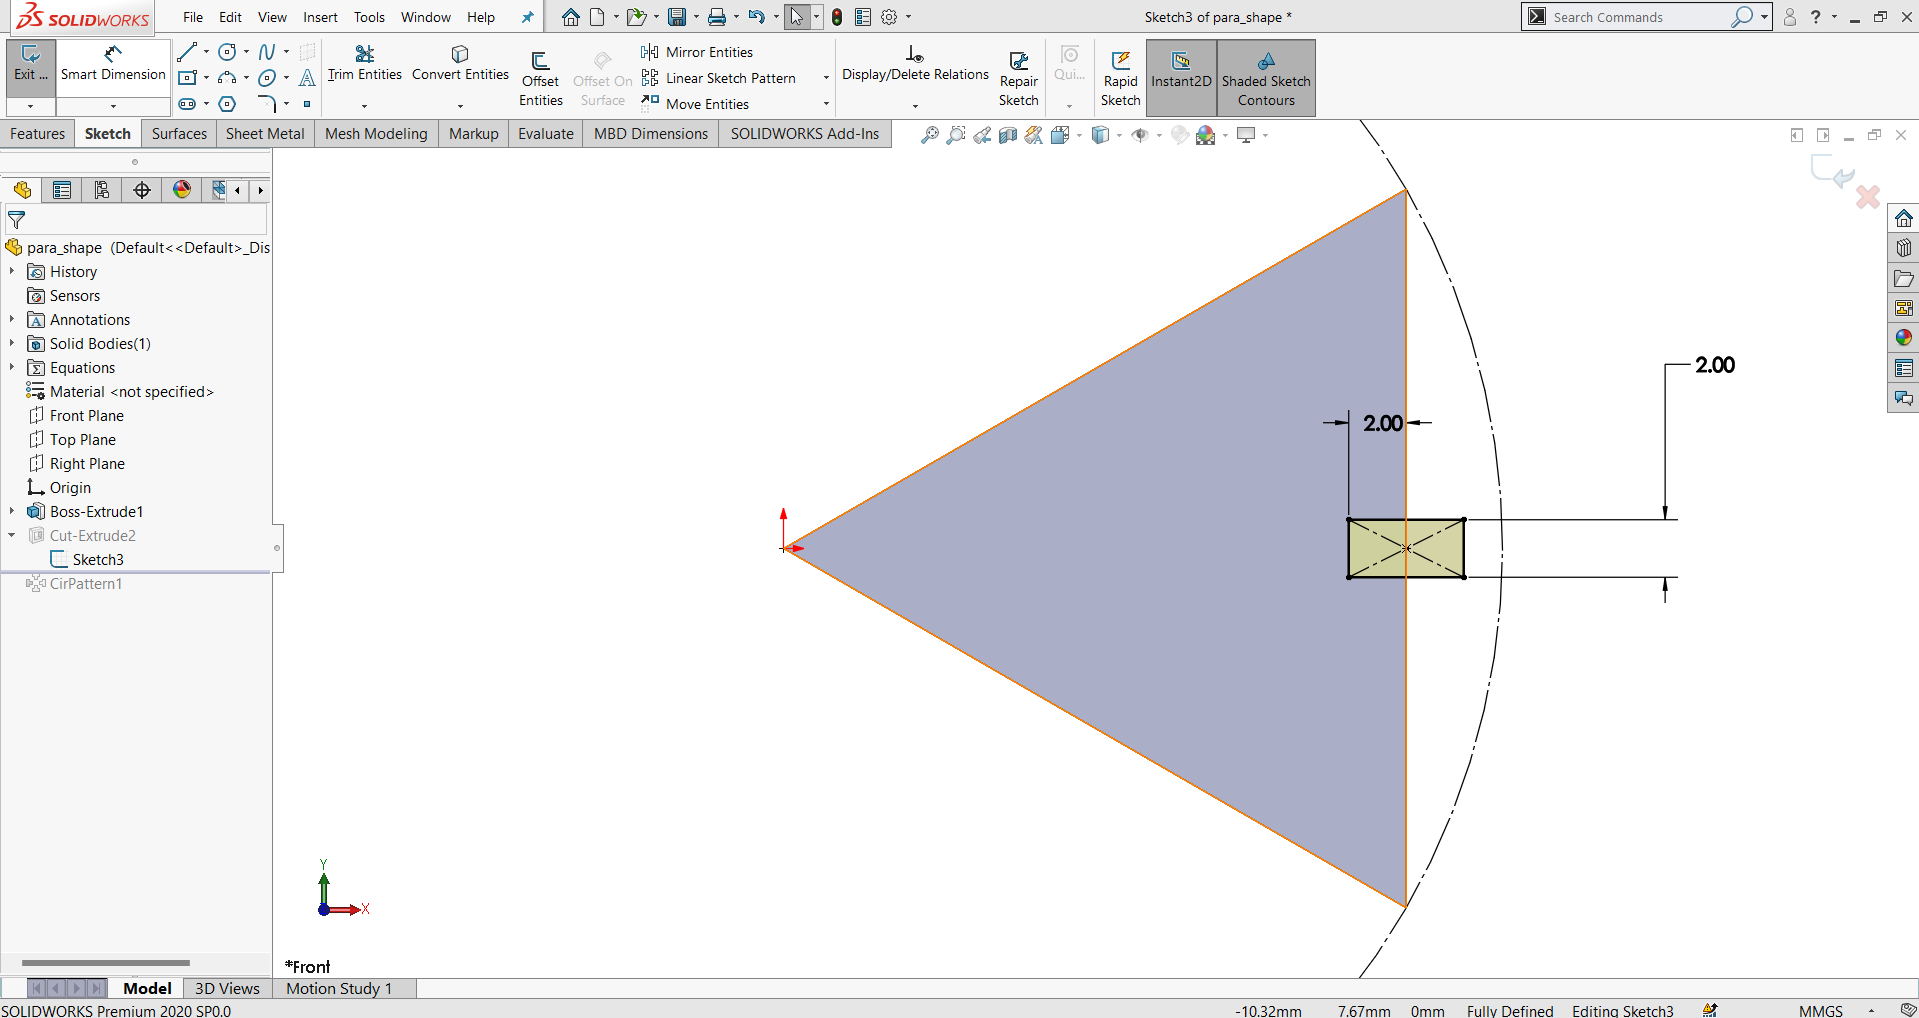 SOLIDWORKS File Edit View Insert Tools Window Help Sketch3 of para_shape * Search Commands ?
Exit ... Smart Dimension Trim Entities Convert Entities Offset Entities Offset On Surface Mirror Entities Linear Sketch Pattern Move Entities Display/Delete Relations Repair Sketch Qui... Rapid Sketch Instant2D Shaded Sketch Contours
Features Sketch Surfaces Sheet Metal Mesh Modeling Markup Evaluate MBD Dimensions SOLIDWORKS Add-Ins
para_shape (Default<<Default>_Dis
History
Sensors
Annotations
Solid Bodies(1)
Equations
Material <not specified>
Front Plane
Top Plane
Right Plane
Origin
Boss-Extrude1
Cut-Extrude2
Sketch3
CirPattern1
2.00
2.00
Y
X
*Front
Model 3D Views Motion Study 1
SOLIDWORKS Premium 2020 SP0.0 -10.32mm 7.67mm 0mm Fully Defined Editing Sketch3 MMGS